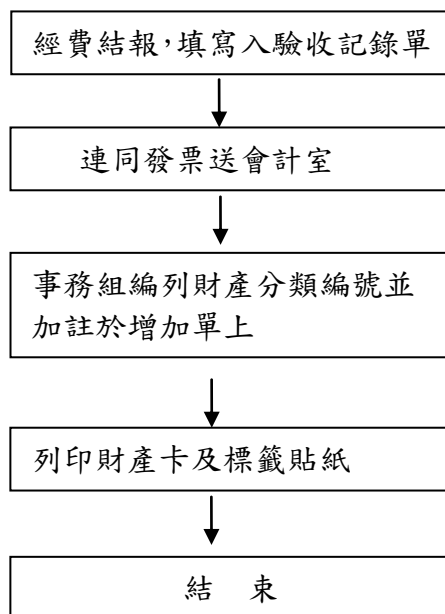 經費結報，填寫入驗收記錄單
連同發票送會計室
事務組編列財產分類編號並
加註於增加單上
列印財產卡及標籤貼紙
結　束